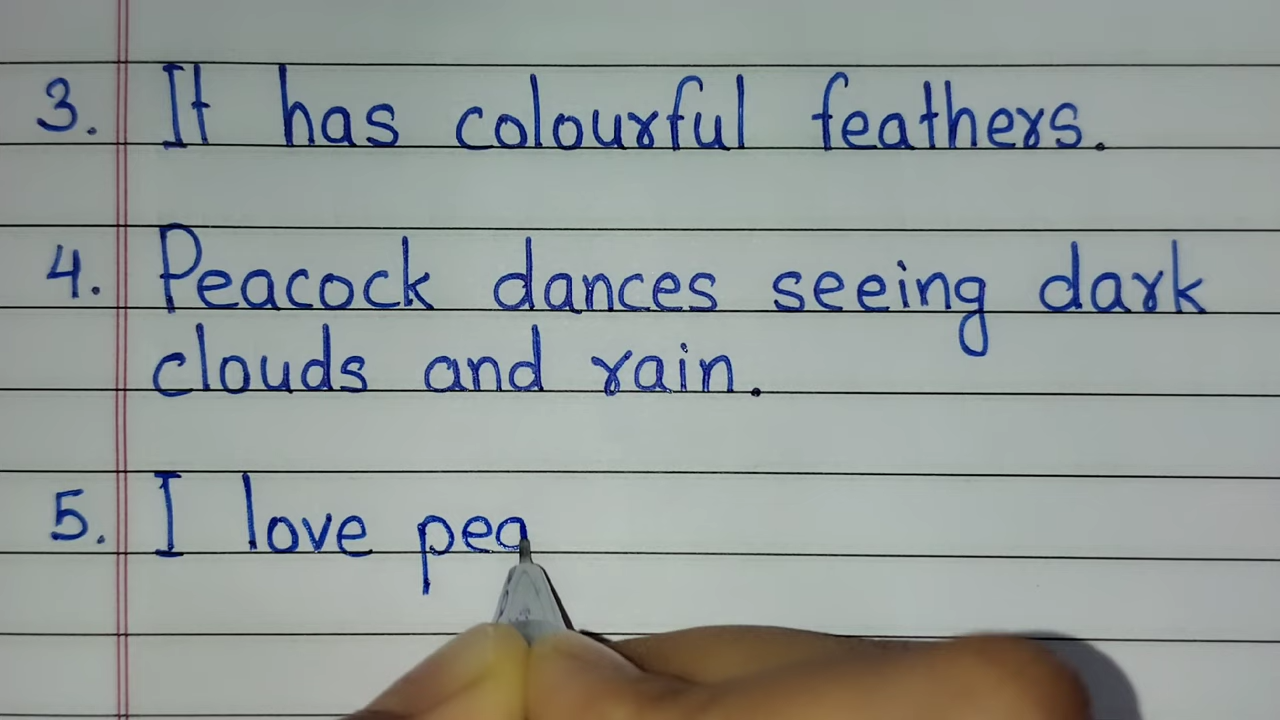 3. It has colourful feathers.
4. Peacock dances seeing dark
clouds and rain.
5. I love pea